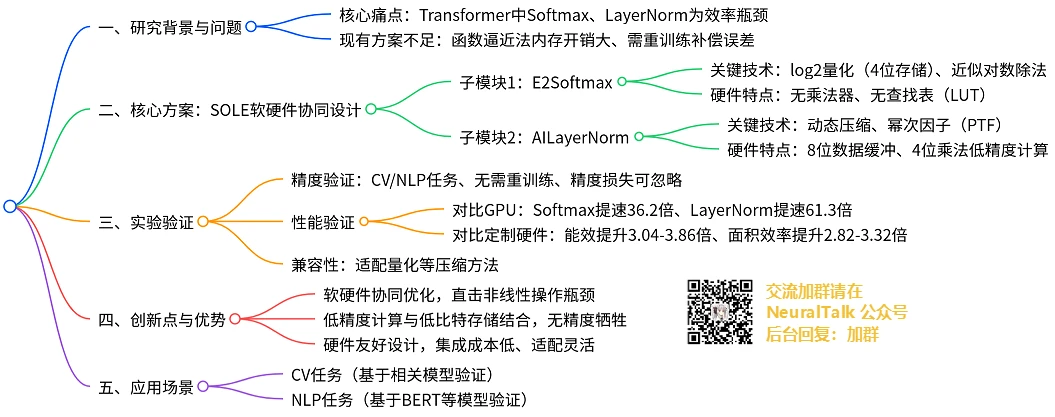 一、研究背景与问题
核心痛点：Transformer中Softmax、LayerNorm为效率瓶颈
现有方案不足：函数逼近法内存开销大、需重训练补偿误差
二、核心方案：SOLE软硬件协同设计
子模块1：E2Softmax
关键技术：log2量化（4位存储）、近似对数除法
硬件特点：无乘法器、无查找表（LUT）
子模块2：AILayerNorm
关键技术：动态压缩、幂次因子（PTF）
硬件特点：8位数据缓冲、4位乘法低精度计算
三、实验验证
精度验证：CV/NLP任务、无需重训练、精度损失可忽略
性能验证
对比GPU：Softmax提速36.2倍、LayerNorm提速61.3倍
对比定制硬件：能效提升3.04-3.86倍、面积效率提升2.82-3.32倍
兼容性：适配量化等压缩方法
四、创新点与优势
软硬件协同优化，直击非线性操作瓶颈
低精度计算与低比特存储结合，无精度牺牲
硬件友好设计，集成成本低、适配灵活
五、应用场景
CV任务（基于相关模型验证）
NLP任务（基于BERT等模型验证）
交流加群请在
NeuralTalk 公众号
后台回复：加群